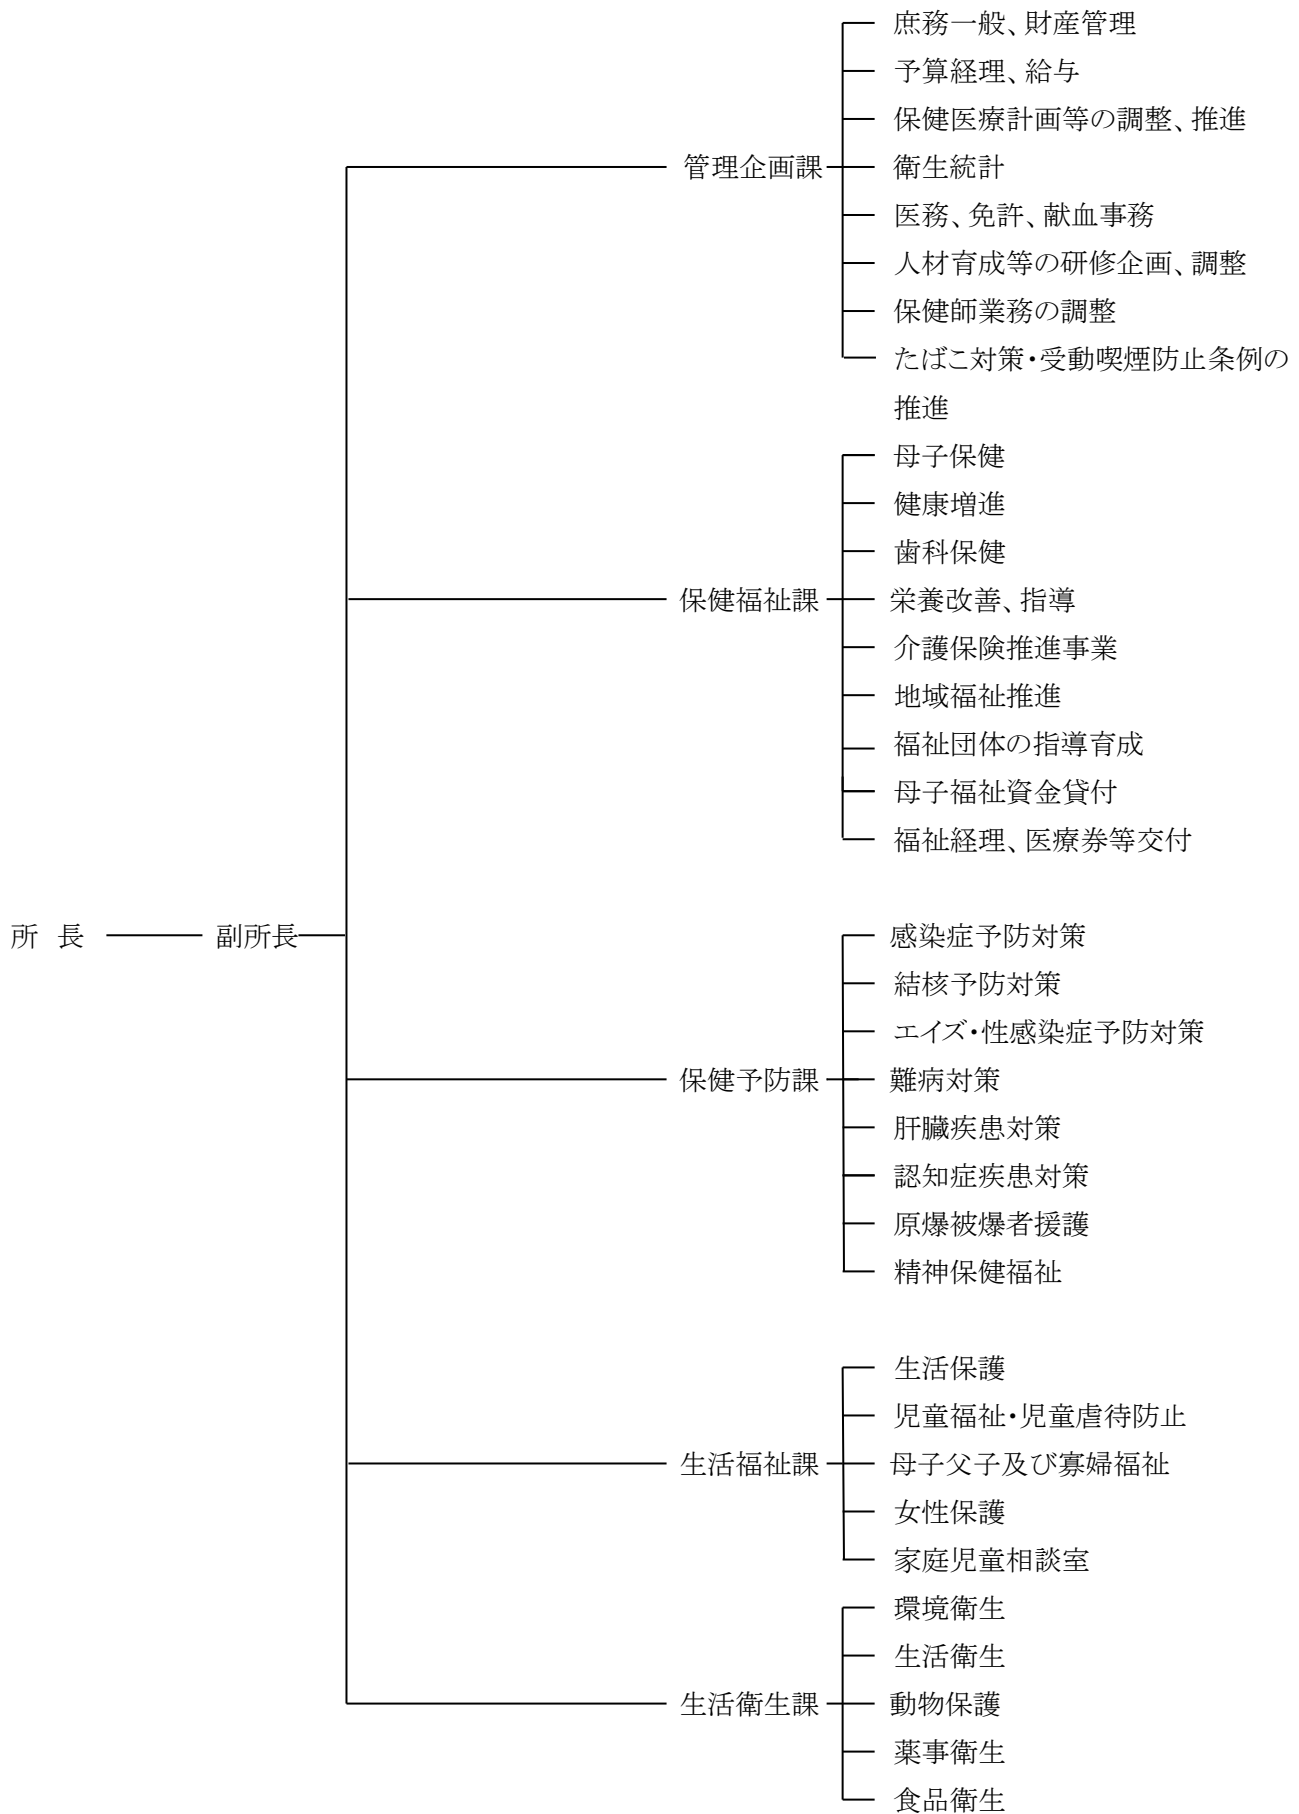 庶務一般、財産管理
予算経理、給与
保健医療計画等の調整、推進
管理企画課
衛生統計
医務、免許、献血事務
人材育成等の研修企画、調整
保健師業務の調整
たばこ対策・受動喫煙防止条例の
推進
母子保健
健康増進
歯科保健
保健福祉課
栄養改善、指導
介護保険推進事業
地域福祉推進
福祉団体の指導育成
母子福祉資金貸付
福祉経理、医療券等交付
所 長
副所長
感染症予防対策
結核予防対策
エイズ・性感染症予防対策
保健予防課
難病対策
肝臓疾患対策
認知症疾患対策
原爆被爆者援護
精神保健福祉
生活保護
児童福祉・児童虐待防止
生活福祉課
母子父子及び寡婦福祉
女性保護
家庭児童相談室
環境衛生
生活衛生
生活衛生課
動物保護
薬事衛生
食品衛生